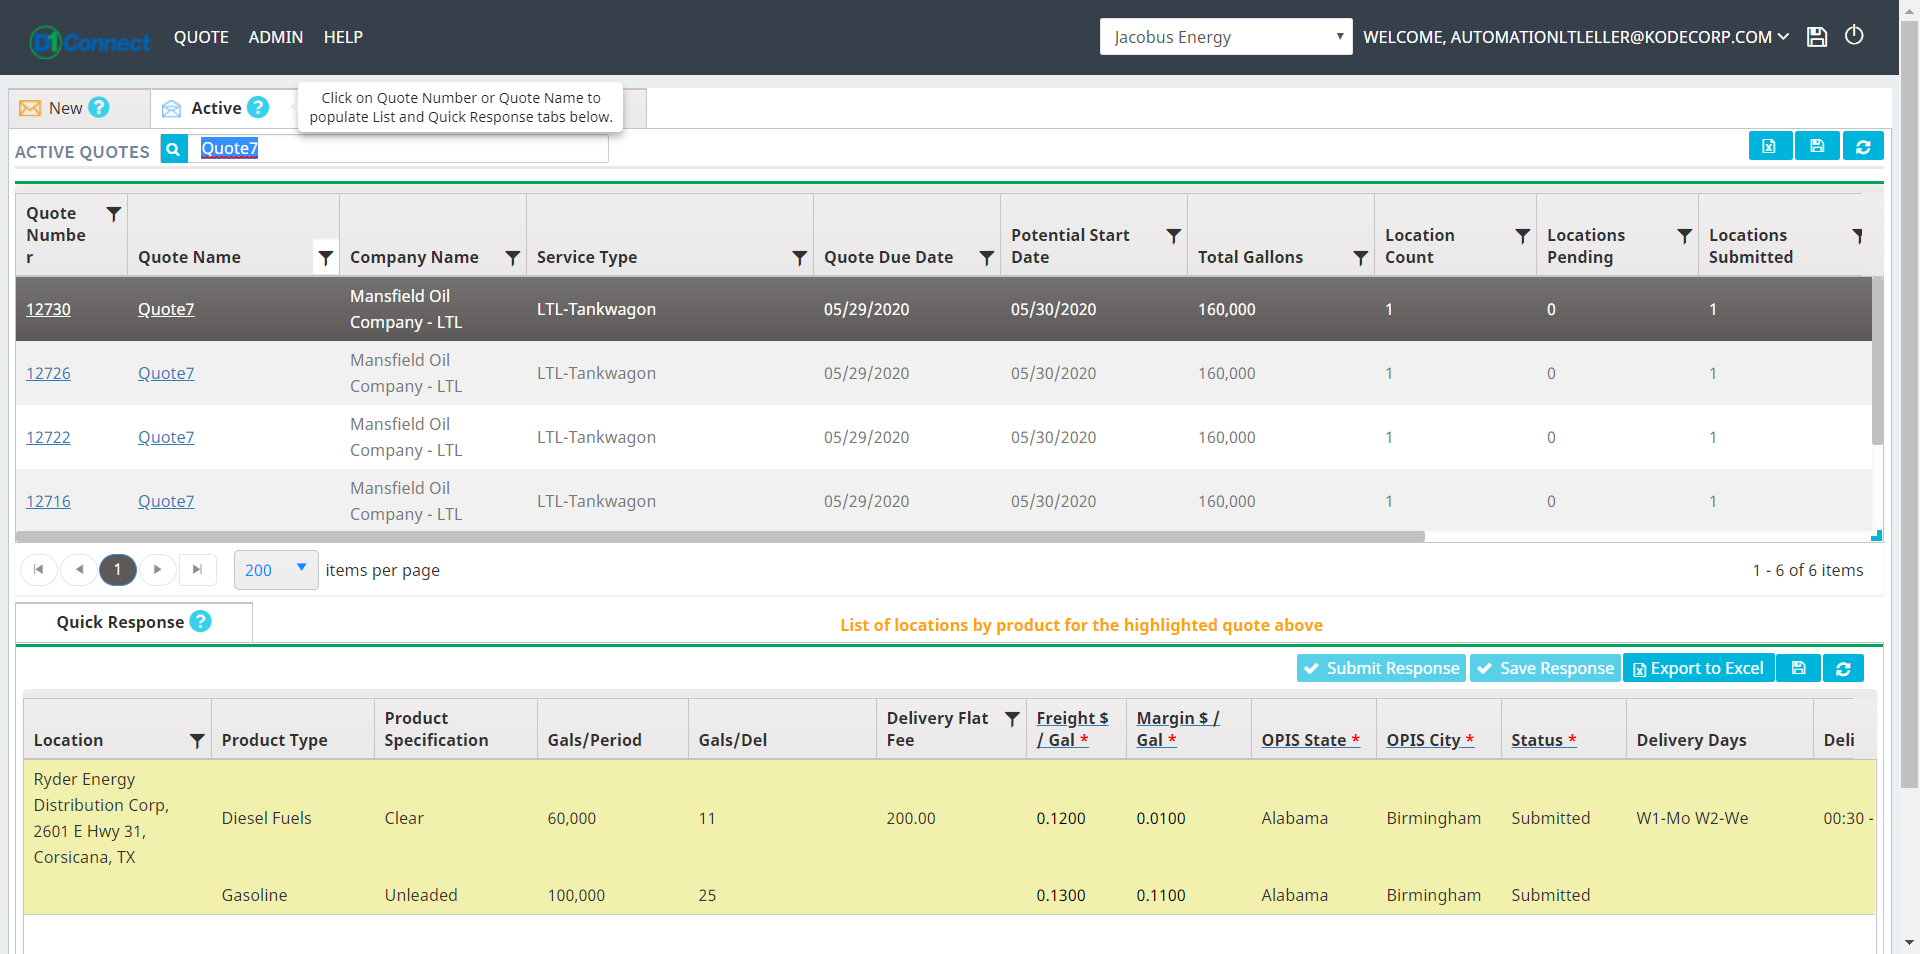 D1Connect
QUOTE ADMIN HELP
Jacobus Energy
WELCOME, AUTOMATIONLTLELLER@KODECORP.COM
New ?
Active ?
Click on Quote Number or Quote Name to
populate List and Quick Response tabs below.
ACTIVE QUOTES
Quote7
Quote
Numbe
r
Quote Name
Company Name
Service Type
Quote Due Date
Potential Start
Date
Total Gallons
Location
Count
Locations
Pending
Locations
Submitted
12730 Quote7 Mansfield Oil
Company - LTL LTL-Tankwagon 05/29/2020 05/30/2020 160,000 1 0 1
12726 Quote7 Mansfield Oil
Company - LTL LTL-Tankwagon 05/29/2020 05/30/2020 160,000 1 0 1
12722 Quote7 Mansfield Oil
Company - LTL LTL-Tankwagon 05/29/2020 05/30/2020 160,000 1 0 1
12716 Quote7 Mansfield Oil
Company - LTL LTL-Tankwagon 05/29/2020 05/30/2020 160,000 1 0 1
1
200 items per page
1 - 6 of 6 items
Quick Response ?
List of locations by product for the highlighted quote above
Submit Response Save Response Export to Excel
Location
Product Type
Product
Specification
Gals/Period
Gals/Del
Delivery Flat
Fee
Freight $
/ Gal *
Margin $ /
Gal *
OPIS State *
OPIS City *
Status *
Delivery Days
Deli
Ryder Energy
Distribution Corp,
2601 E Hwy 31,
Corsicana, TX
Diesel Fuels Clear 60,000 11 200.00 0.1200 0.0100 Alabama Birmingham Submitted W1-Mo W2-We 00:30 -
Gasoline Unleaded 100,000 25 0.1300 0.1100 Alabama Birmingham Submitted